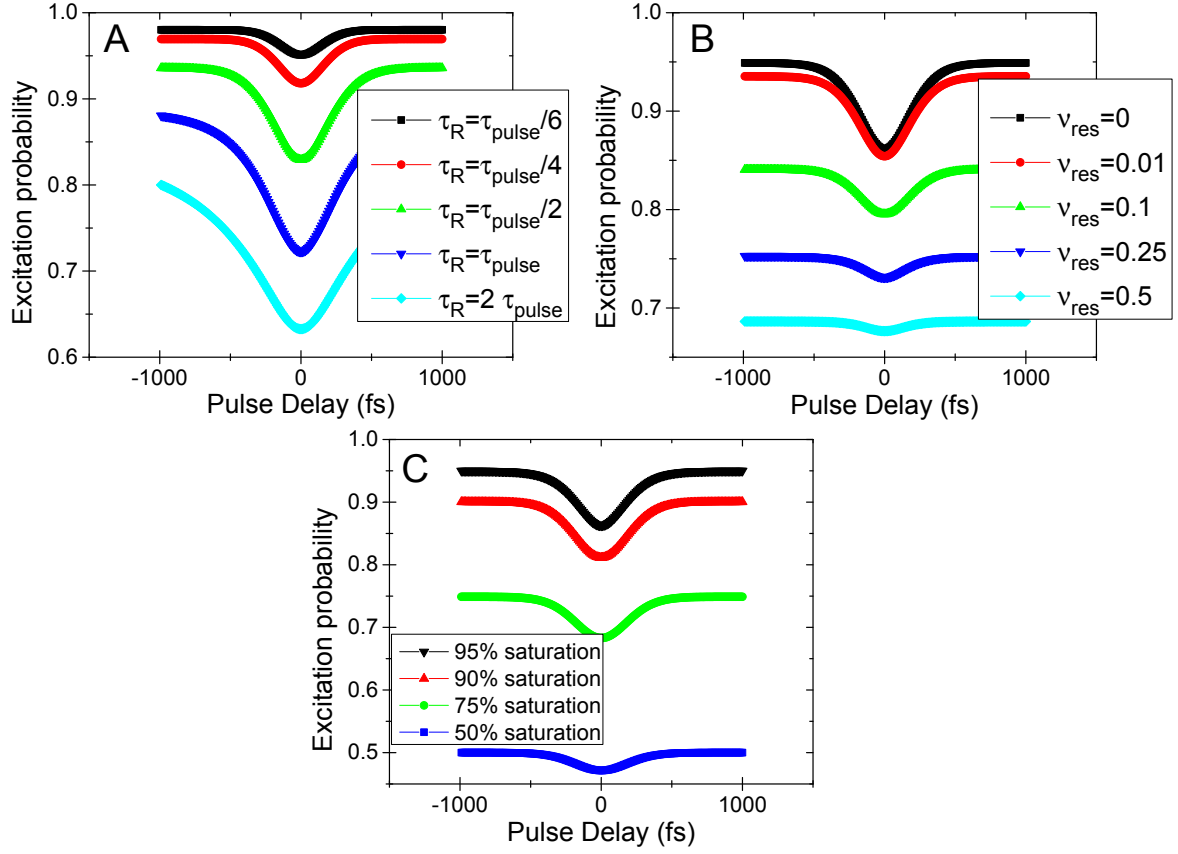 A
Excitation probability
1.0
0.9
0.8
0.7
0.6
τR=τpulse/6
τR=τpulse/4
τR=τpulse/2
τR=τpulse
τR=2 τpulse
-1000
0
1000
Pulse Delay (fs)
B
Excitation probability
1.0
0.9
0.8
0.7
νres=0
νres=0.01
νres=0.1
νres=0.25
νres=0.5
-1000
0
1000
Pulse Delay (fs)
C
Excitation probability
1.0
0.9
0.8
0.7
0.6
0.5
95% saturation
90% saturation
75% saturation
50% saturation
-1000
0
1000
Pulse Delay (fs)